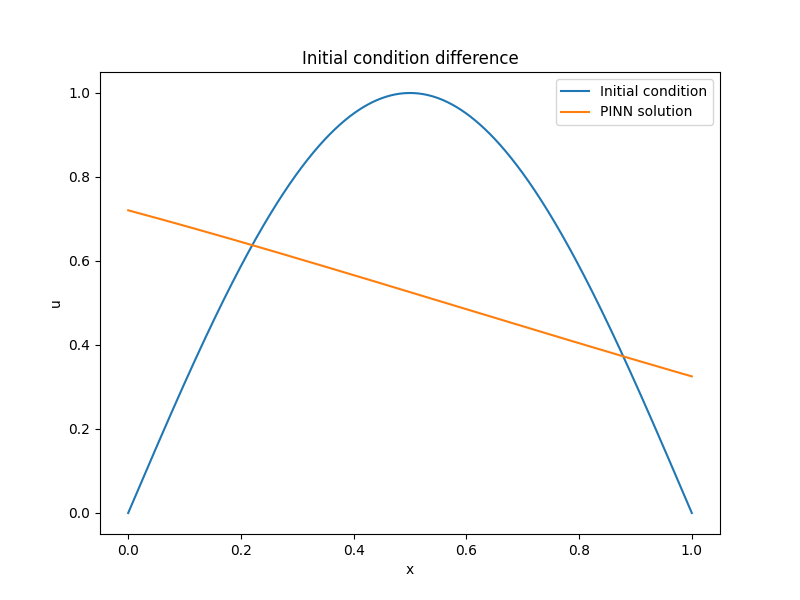 Initial condition difference
Initial condition
PINN solution
1.0
0.8
0.6
0.4
0.2
0.0
u
0.0 0.2 0.4 0.6 0.8 1.0
x